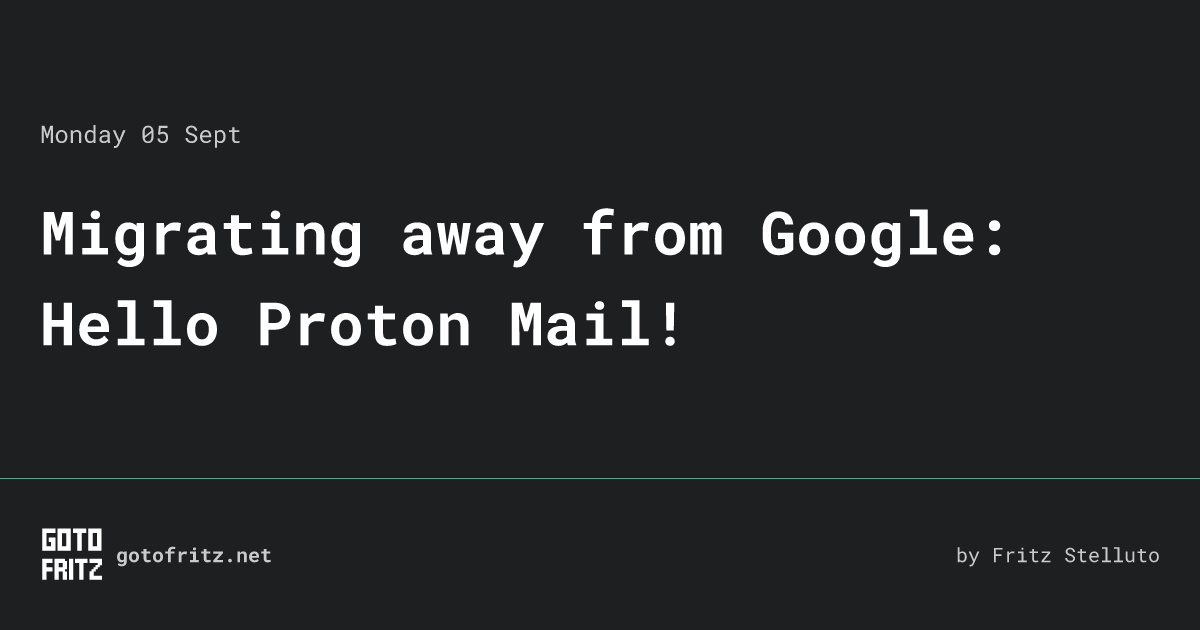 Monday 05 Sept
Migrating away from Google:
Hello Proton Mail!
GOTO
FRITZ
gotofritz.net
by Fritz Stelluto